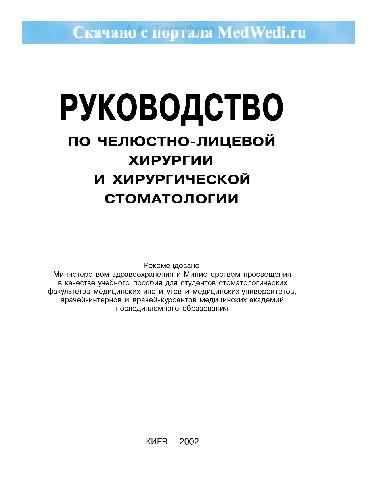 Скачано с портала MedWedi.ru
РУКОВОДСТВО
ПО ЧЕЛЮСТНО-ЛИЦЕВОЙ
ХИРУРГИИ
И ХИРУРГИЧЕСКОЙ
СТОМАТОЛОГИИ
Рекомендовано
Министерством здравоохранения и Министерством просвещения
в качестве учебного пособия для студентов стоматологических
факультетов медицинских институтов и медицинских университетов,
врачей-интернов и врачей-курсантов медицинских академий
последипломного образования
КИЕВ 2002